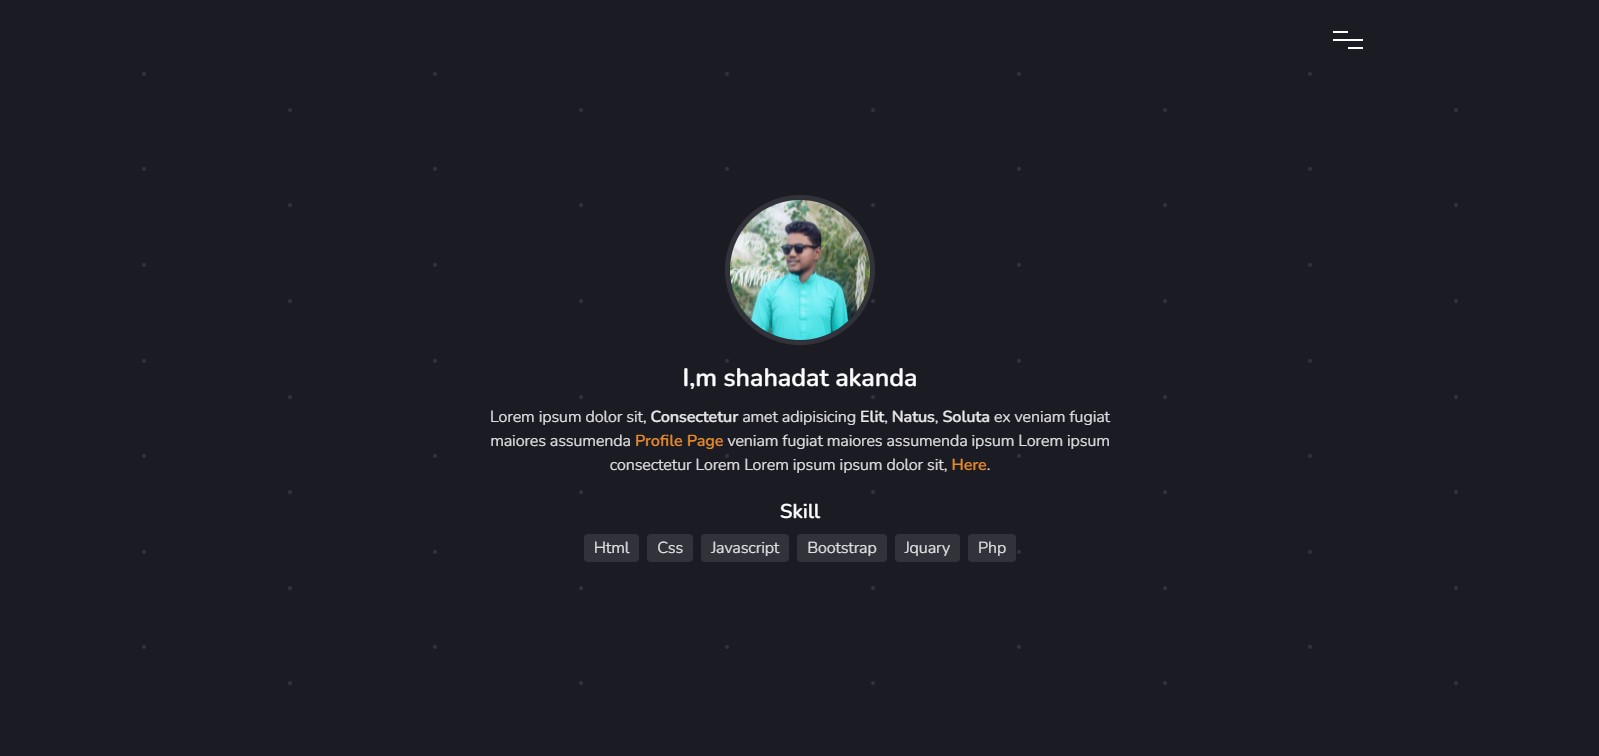 I,m shahadat akanda
Lorem ipsum dolor sit, Consectetur amet adipisicing Elit, Natus, Soluta ex veniam fugiat
maiores assumenda Profile Page veniam fugiat maiores assumenda ipsum Lorem ipsum
consectetur Lorem Lorem ipsum ipsum dolor sit, Here.
Skill
Html Css Javascript Bootstrap Jquary Php